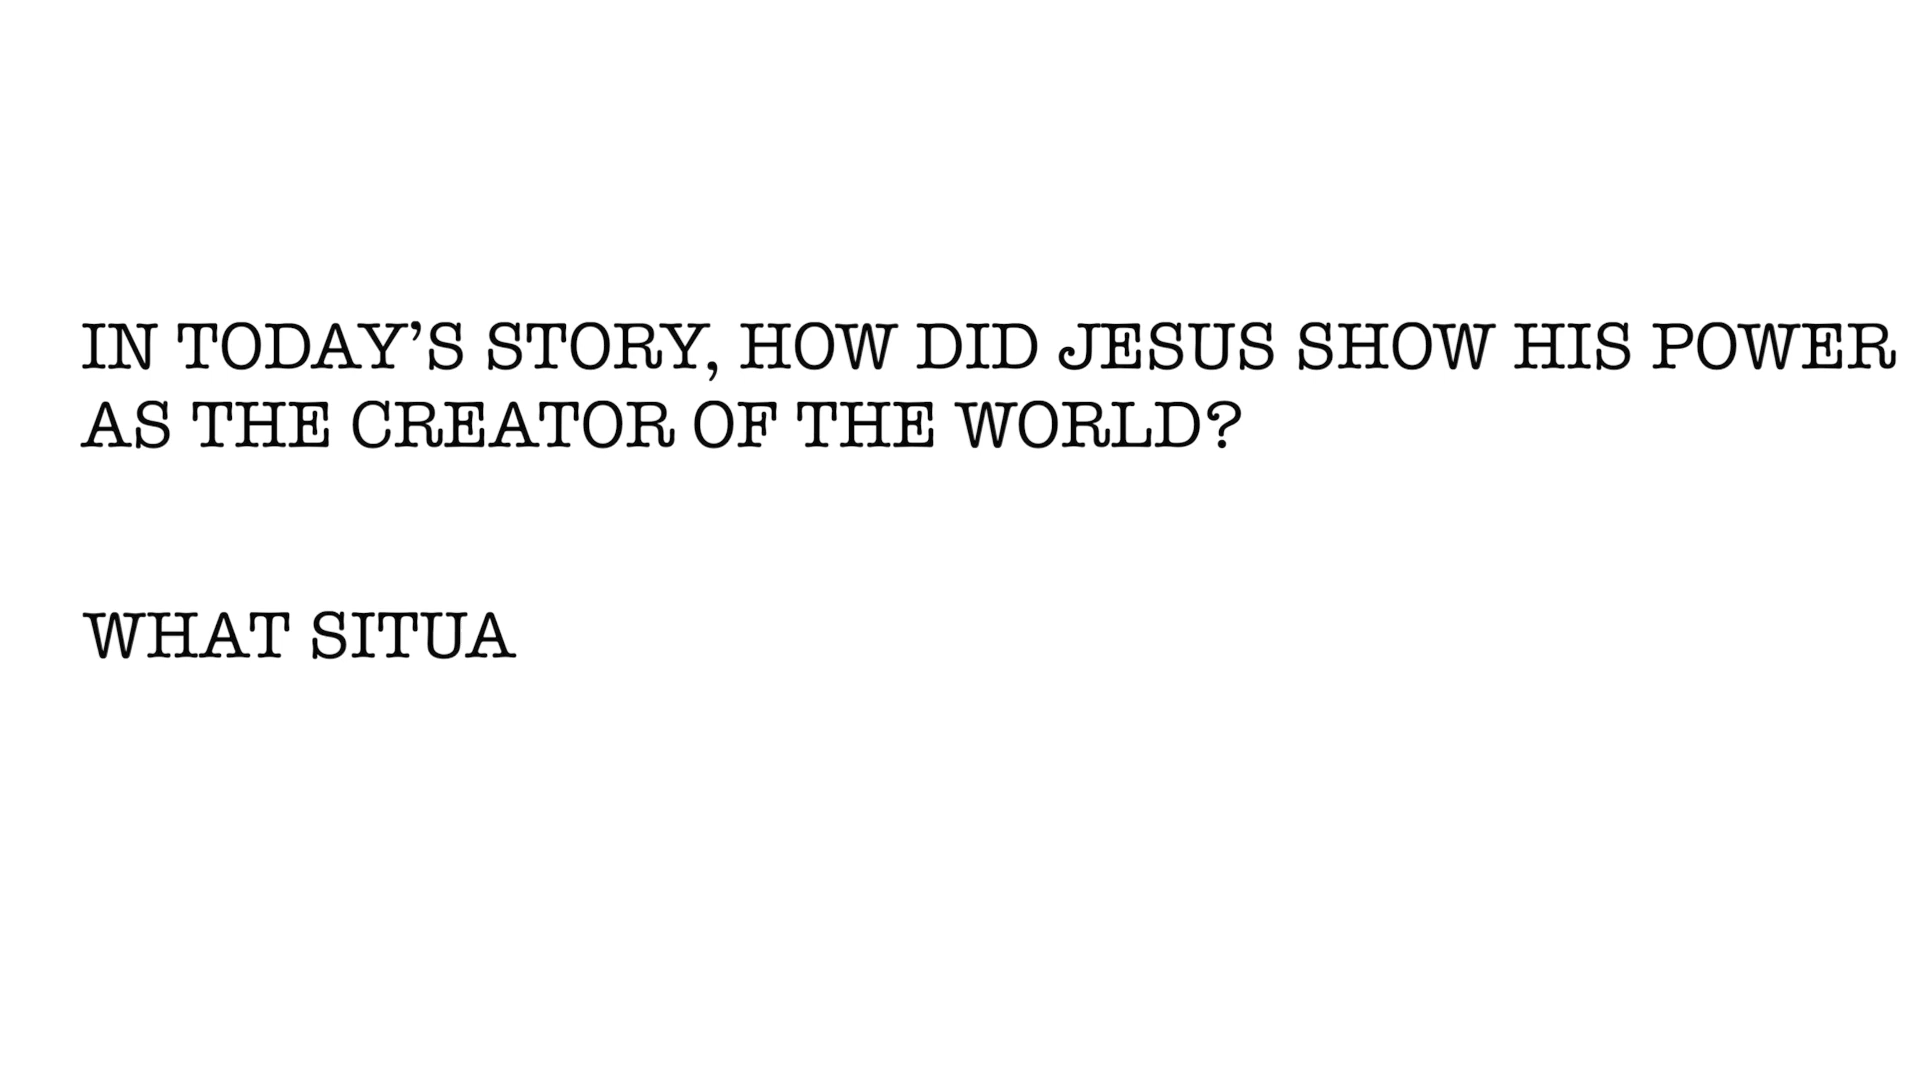 IN TODAY’S STORY, HOW DID JESUS SHOW HIS POWER
AS THE CREATOR OF THE WORLD?
WHAT SITUA